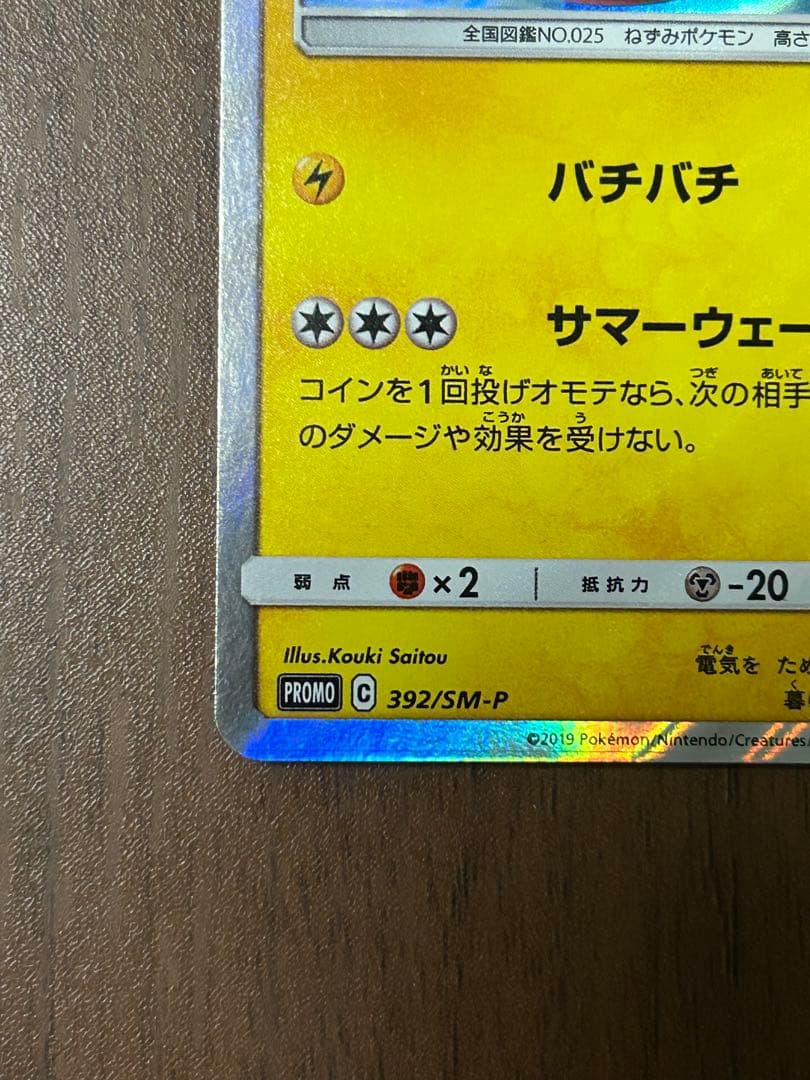 全国図鑑NO.025 ねずみポケモン 高さ
バチバチ
サマーウェー
かい な つぎ あいて
コインを1回投げオモテなら、次の相手
こうか う
のダメージや効果を受けない。
弱点 ×2 抵抗力 -20
Illus.Kouki Saitou
でんき
電気を ため
く
暮
PROMO C 392/SM-P
©2019 Pokémon/Nintendo/Creatures/